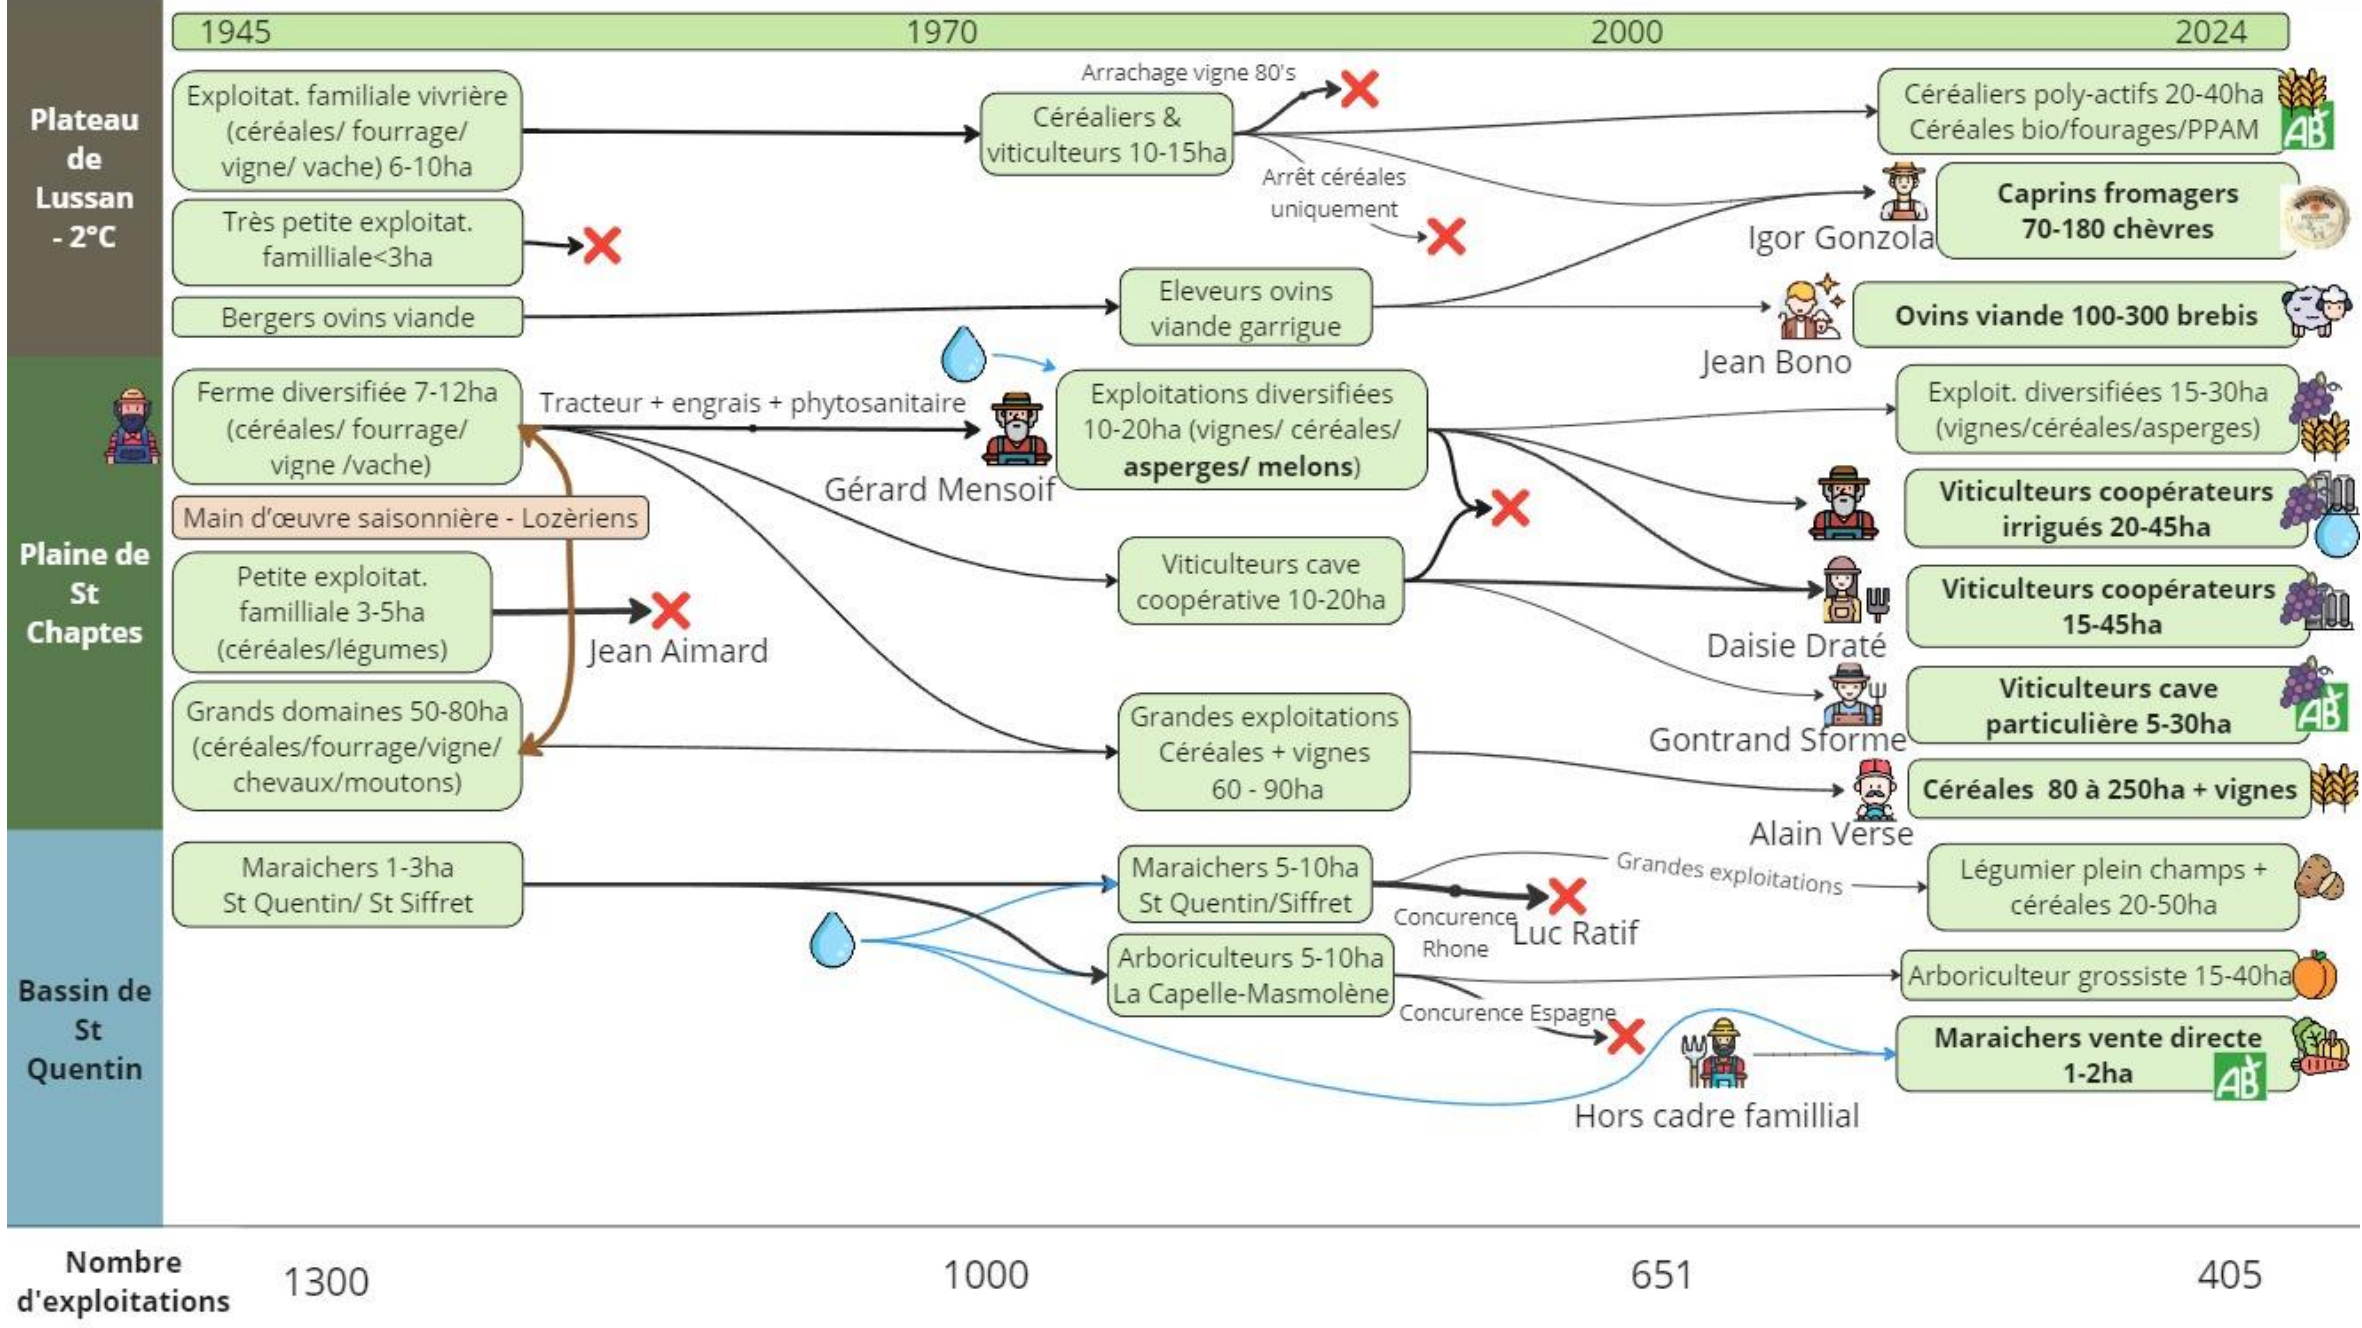 1945
1970
2000
2024
Plateau
de
Lussan
- 2°C
Exploitat. familiale vivrière
(céréales/ fourrage/
vigne/ vache) 6-10ha
Arrachage vigne 80's
Céréaliers &
viticulteurs 10-15ha
Arrêt céréales
uniquement
Céréaliers poly-actifs 20-40ha
Céréales bio/fourages/PPAM
AB
Très petite exploitat.
familliale<3ha
Igor Gonzola
Caprins fromagers
70-180 chèvres
Bergers ovins viande
Eleveurs ovins
viande garrigue
Jean Bono
Ovins viande 100-300 brebis
Plaine de
St
Chaptes
Ferme diversifiée 7-12ha
(céréales/ fourrage/
vigne /vache)
Tracteur + engrais + phytosanitaire
Gérard Mensoif
Exploitations diversifiées
10-20ha (vignes/ céréales/
asperges/ melons)
Exploit. diversifiées 15-30ha
(vignes/céréales/asperges)
Main d'œuvre saisonnière - Lozèriens
Viticulteurs coopérateurs
irrigués 20-45ha
Petite exploitat.
familliale 3-5ha
(céréales/légumes)
Jean Aimard
Viticulteurs cave
coopérative 10-20ha
Daisie Draté
Viticulteurs coopérateurs
15-45ha
Grands domaines 50-80ha
(céréales/fourrage/vigne/
chevaux/moutons)
Grandes exploitations
Céréales + vignes
60 - 90ha
Gontrand Sforme
Viticulteurs cave
particulière 5-30ha
AB
Alain Verse
Céréales 80 à 250ha + vignes
Bassin de
St
Quentin
Maraichers 1-3ha
St Quentin/ St Siffret
Maraichers 5-10ha
St Quentin/Siffret
Grandes exploitations
Concurence
Rhone
Luc Ratif
Légumier plein champs +
céréales 20-50ha
Arboriculteurs 5-10ha
La Capelle-Masmolène
Concurence Espagne
Arboriculteur grossiste 15-40ha
Hors cadre famillial
Maraichers vente directe
1-2ha
AB
Nombre
d'exploitations
1300
1000
651
405